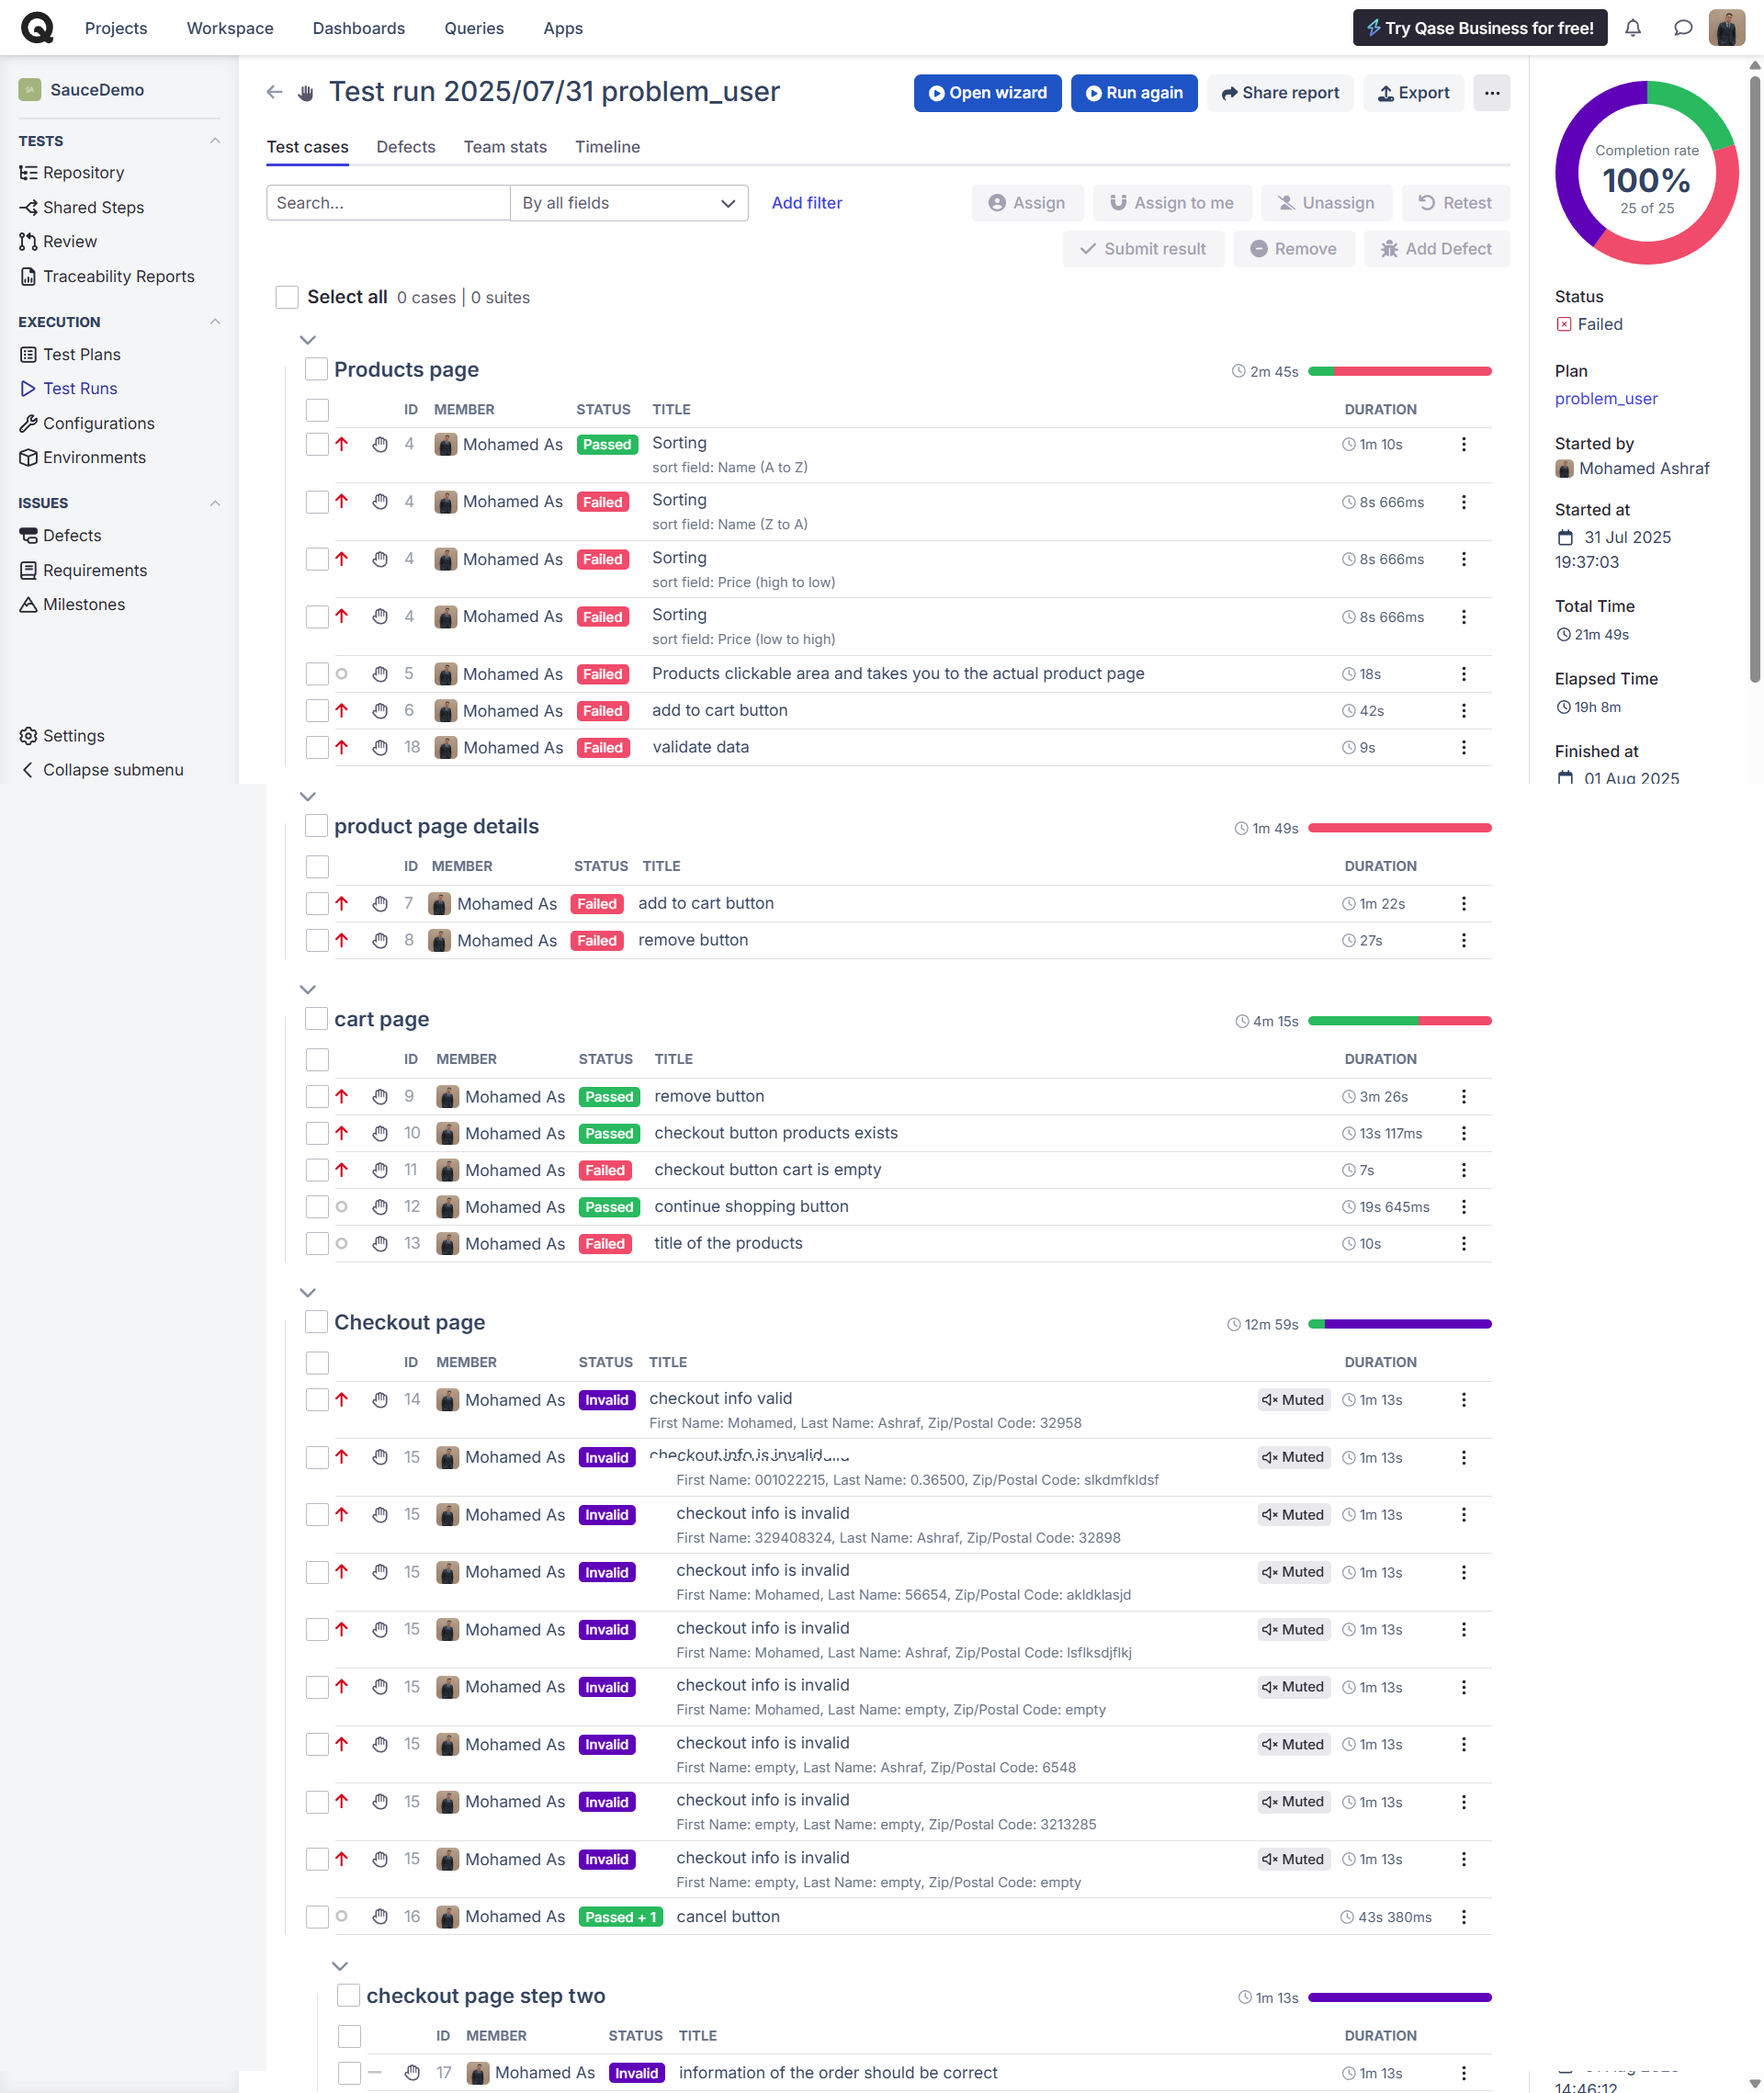 Projects Workspace Dashboards Queries Apps Try Qase Business for free!
SA SauceDemo
TESTS
Repository
Shared Steps
Review
Traceability Reports
EXECUTION
Test Plans
Test Runs
Configurations
Environments
ISSUES
Defects
Requirements
Milestones
Settings
Collapse submenu
Test run 2025/07/31 problem_user
Open wizard Run again Share report Export
Test cases Defects Team stats Timeline
Search... By all fields Add filter
Assign Assign to me Unassign Retest
Submit result Remove Add Defect
Select all 0 cases | 0 suites
Products page 2m 45s
ID MEMBER STATUS TITLE DURATION
4 Mohamed As Passed Sorting 1m 10s
sort field: Name (A to Z)
4 Mohamed As Failed Sorting 8s 666ms
sort field: Name (Z to A)
4 Mohamed As Failed Sorting 8s 666ms
sort field: Price (high to low)
4 Mohamed As Failed Sorting 8s 666ms
sort field: Price (low to high)
5 Mohamed As Failed Products clickable area and takes you to the actual product page 18s
6 Mohamed As Failed add to cart button 42s
18 Mohamed As Failed validate data 9s
product page details 1m 49s
ID MEMBER STATUS TITLE DURATION
7 Mohamed As Failed add to cart button 1m 22s
8 Mohamed As Failed remove button 27s
cart page 4m 15s
ID MEMBER STATUS TITLE DURATION
9 Mohamed As Passed remove button 3m 26s
10 Mohamed As Passed checkout button products exists 13s 117ms
11 Mohamed As Failed checkout button cart is empty 7s
12 Mohamed As Passed continue shopping button 19s 645ms
13 Mohamed As Failed title of the products 10s
Checkout page 12m 59s
ID MEMBER STATUS TITLE DURATION
14 Mohamed As Invalid checkout info valid Muted 1m 13s
First Name: Mohamed, Last Name: Ashraf, Zip/Postal Code: 32958
15 Mohamed As Invalid checkout info is invalid Muted 1m 13s
First Name: 001022215, Last Name: 0.36500, Zip/Postal Code: slkdmfkldsf
15 Mohamed As Invalid checkout info is invalid Muted 1m 13s
First Name: 329408324, Last Name: Ashraf, Zip/Postal Code: 32898
15 Mohamed As Invalid checkout info is invalid Muted 1m 13s
First Name: Mohamed, Last Name: 56654, Zip/Postal Code: akldklasjd
15 Mohamed As Invalid checkout info is invalid Muted 1m 13s
First Name: Mohamed, Last Name: Ashraf, Zip/Postal Code: lsflksdjflkj
15 Mohamed As Invalid checkout info is invalid Muted 1m 13s
First Name: Mohamed, Last Name: empty, Zip/Postal Code: empty
15 Mohamed As Invalid checkout info is invalid Muted 1m 13s
First Name: empty, Last Name: Ashraf, Zip/Postal Code: 6548
15 Mohamed As Invalid checkout info is invalid Muted 1m 13s
First Name: empty, Last Name: empty, Zip/Postal Code: 3213285
15 Mohamed As Invalid checkout info is invalid Muted 1m 13s
First Name: empty, Last Name: empty, Zip/Postal Code: empty
16 Mohamed As Passed + 1 cancel button 43s 380ms
checkout page step two 1m 13s
ID MEMBER STATUS TITLE DURATION
17 Mohamed As Invalid information of the order should be correct 1m 13s
Completion rate
100%
25 of 25
Status
Failed
Plan
problem_user
Started by
Mohamed Ashraf
Started at
31 Jul 2025
19:37:03
Total Time
21m 49s
Elapsed Time
19h 8m
Finished at
01 Aug 2025
14:46:12